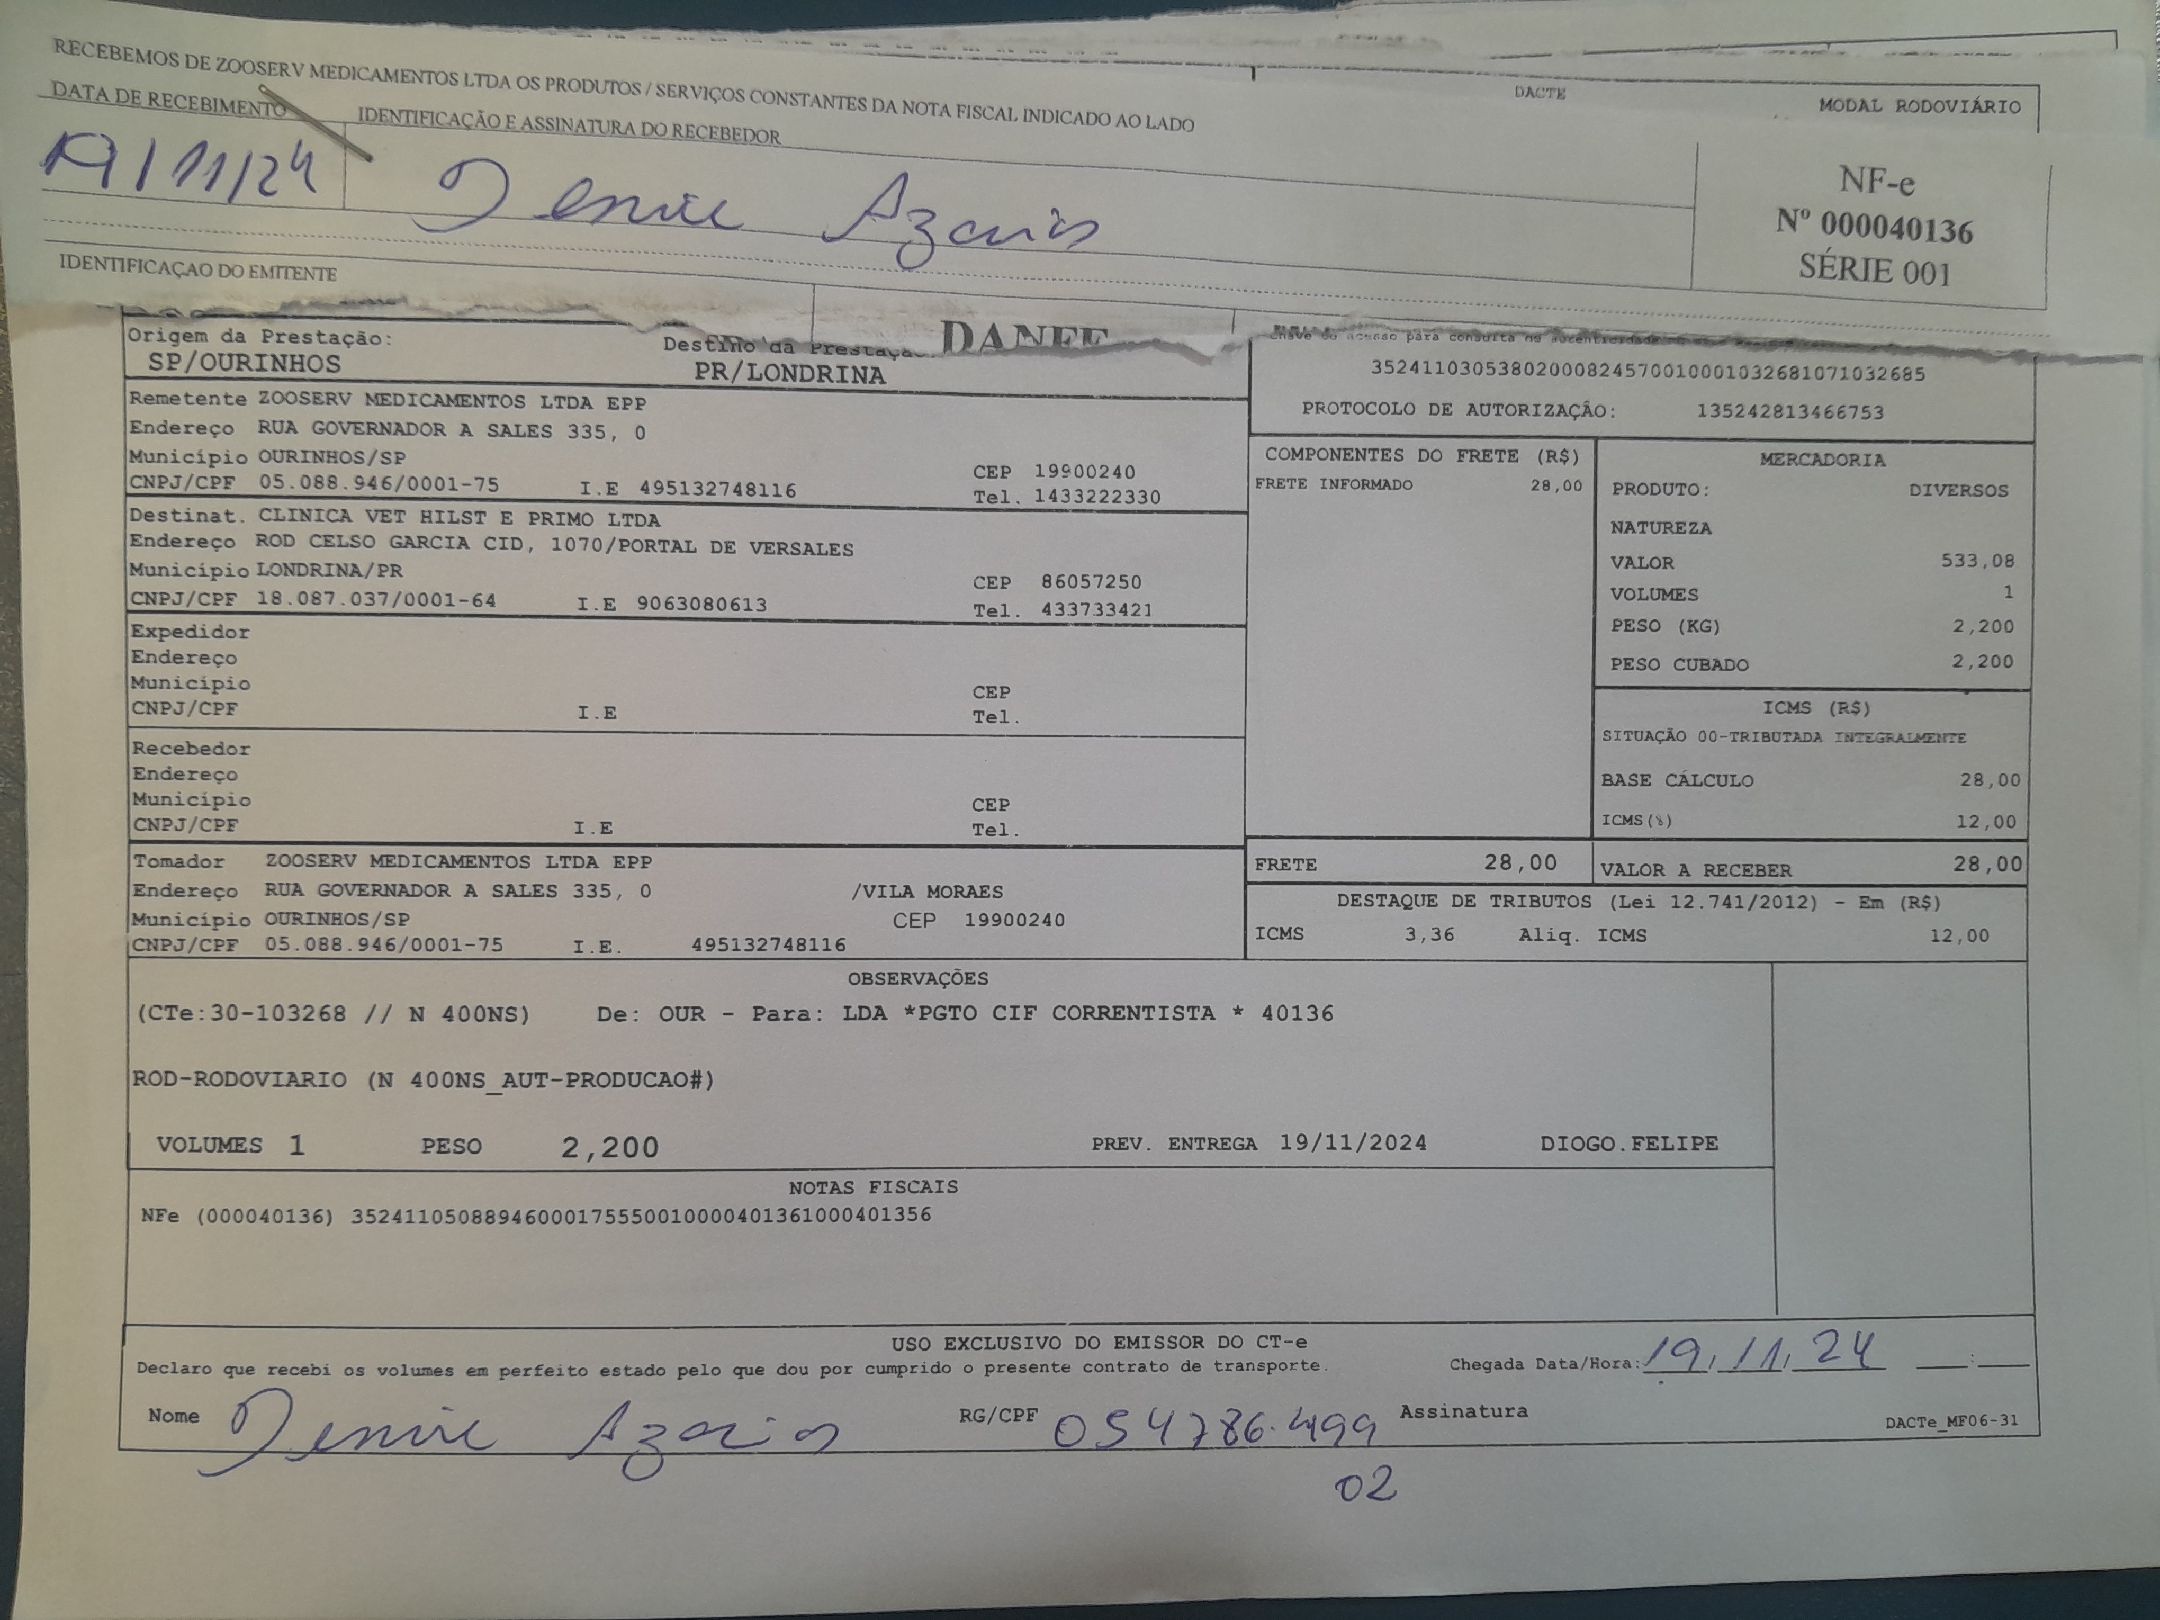 RECEBEMOS DE ZOOSERV MEDICAMENTOS LTDA OS PRODUTOS / SERVIÇOS CONSTANTES DA NOTA FISCAL INDICADO AO LADO
DACTE
MODAL RODOVIÁRIO
DATA DE RECEBIMENTO
IDENTIFICAÇÃO E ASSINATURA DO RECEBEDOR
19/11/24
Azarias
NF-e
Nº 000040136
SÉRIE 001
IDENTIFICAÇAO DO EMITENTE
DANFE
Origem da Prestação:
SP/OURINHOS
Destino da Prestaçã
PR/LONDRINA
Chave de acesso para consulta de autenticidade
35241103053802000824570010001032681071032685
PROTOCOLO DE AUTORIZAÇÃO: 135242813466753
Remetente ZOOSERV MEDICAMENTOS LTDA EPP
Endereço RUA GOVERNADOR A SALES 335, 0
Município OURINHOS/SP CEP 19900240
CNPJ/CPF 05.088.946/0001-75 I.E 495132748116 Tel. 1433222330
Destinat. CLINICA VET HILST E PRIMO LTDA
Endereço ROD CELSO GARCIA CID, 1070/PORTAL DE VERSALES
Município LONDRINA/PR CEP 86057250
CNPJ/CPF 18.087.037/0001-64 I.E 9063080613 Tel. 433733421
Expedidor
Endereço
Município CEP
CNPJ/CPF I.E Tel.
Recebedor
Endereço
Município CEP
CNPJ/CPF I.E Tel.
Tomador ZOOSERV MEDICAMENTOS LTDA EPP
Endereço RUA GOVERNADOR A SALES 335, 0 /VILA MORAES
Município OURINHOS/SP CEP 19900240
CNPJ/CPF 05.088.946/0001-75 I.E. 495132748116
COMPONENTES DO FRETE (R$)
FRETE INFORMADO 28,00
MERCADORIA
PRODUTO: DIVERSOS
NATUREZA
VALOR 533,08
VOLUMES 1
PESO (KG) 2,200
PESO CUBADO 2,200
ICMS (R$)
SITUAÇÃO 00-TRIBUTADA INTEGRALMENTE
BASE CÁLCULO 28,00
ICMS(%) 12,00
FRETE 28,00
VALOR A RECEBER 28,00
DESTAQUE DE TRIBUTOS (Lei 12.741/2012) - Em (R$)
ICMS 3,36 Aliq. ICMS 12,00
OBSERVAÇÕES
(CTe:30-103268 // N 400NS) De: OUR - Para: LDA *PGTO CIF CORRENTISTA * 40136
ROD-RODOVIARIO (N 400NS_AUT-PRODUCAO#)
VOLUMES 1 PESO 2,200 PREV. ENTREGA 19/11/2024 DIOGO.FELIPE
NOTAS FISCAIS
NFe (000040136) 35241105088946000175550010000401361000401356
USO EXCLUSIVO DO EMISSOR DO CT-e
Declaro que recebi os volumes em perfeito estado pelo que dou por cumprido o presente contrato de transporte.
Chegada Data/Hora: 19/11/24 __:__
Nome Azarias RG/CPF 054786.499 Assinatura
02
DACTe_MF06-31